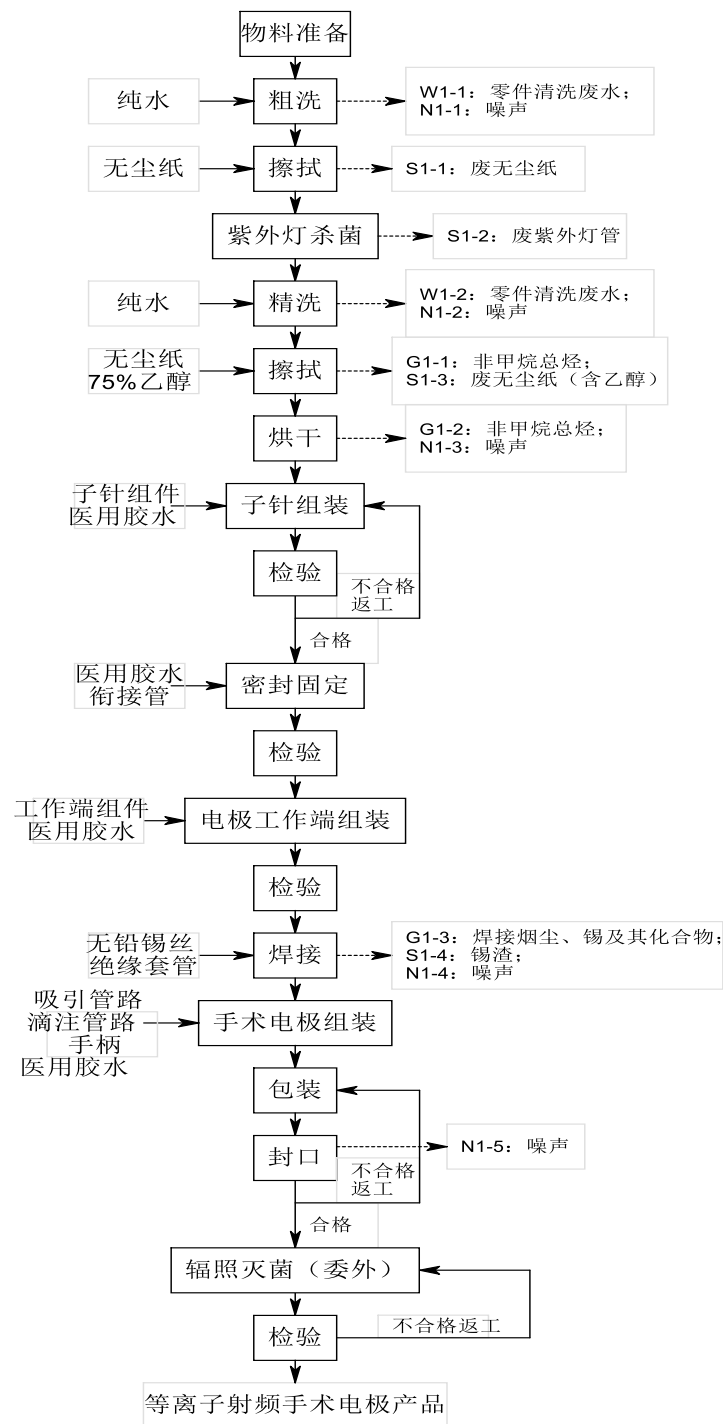 物料准备
纯水
粗洗
W1-1：零件清洗废水；
N1-1：噪声
无尘纸
擦拭
S1-1：废无尘纸
紫外灯杀菌
S1-2：废紫外灯管
纯水
精洗
W1-2：零件清洗废水；
N1-2：噪声
无尘纸
75%乙醇
擦拭
G1-1：非甲烷总烃；
S1-3：废无尘纸（含乙醇）
烘干
G1-2：非甲烷总烃；
N1-3：噪声
子针组件
医用胶水
子针组装
检验
不合格
返工
合格
医用胶水
衔接管
密封固定
检验
工作端组件
医用胶水
电极工作端组装
检验
无铅锡丝
绝缘套管
焊接
G1-3：焊接烟尘、锡及其化合物；
S1-4：锡渣；
N1-4：噪声
吸引管路
滴注管路
手柄
医用胶水
手术电极组装
包装
封口
N1-5：噪声
不合格
返工
合格
辐照灭菌（委外）
检验
不合格返工
等离子射频手术电极产品